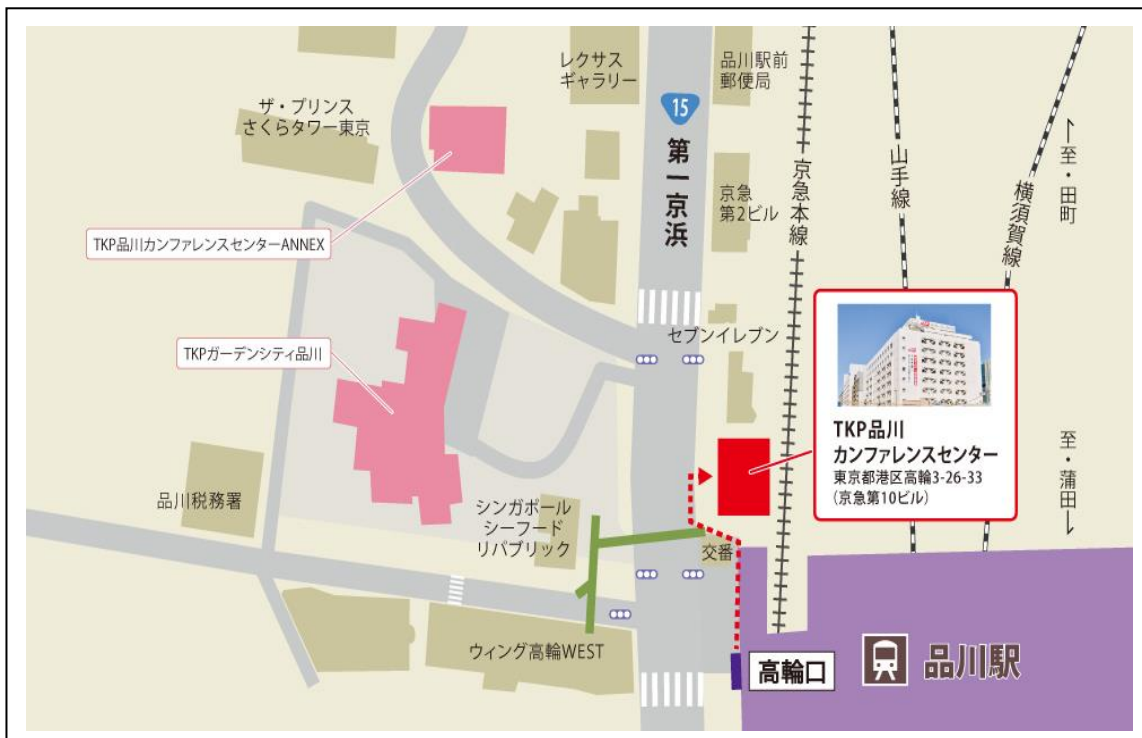 レクサス
ギャラリー
品川駅前
郵便局
ザ・プリンス
さくらタワー東京
15
第一京浜
京急
第2ビル
京急本線
山手線
横須賀線
至・田町
TKP品川カンファレンスセンターANNEX
セブンイレブン
TKPガーデンシティ品川
TKP品川
カンファレンスセンター
東京都港区高輪3-26-33
(京急第10ビル)
至・蒲田
品川税務署
シンガポール
シーフード
リパブリック
交番
ウィング高輪WEST
高輪口
品川駅